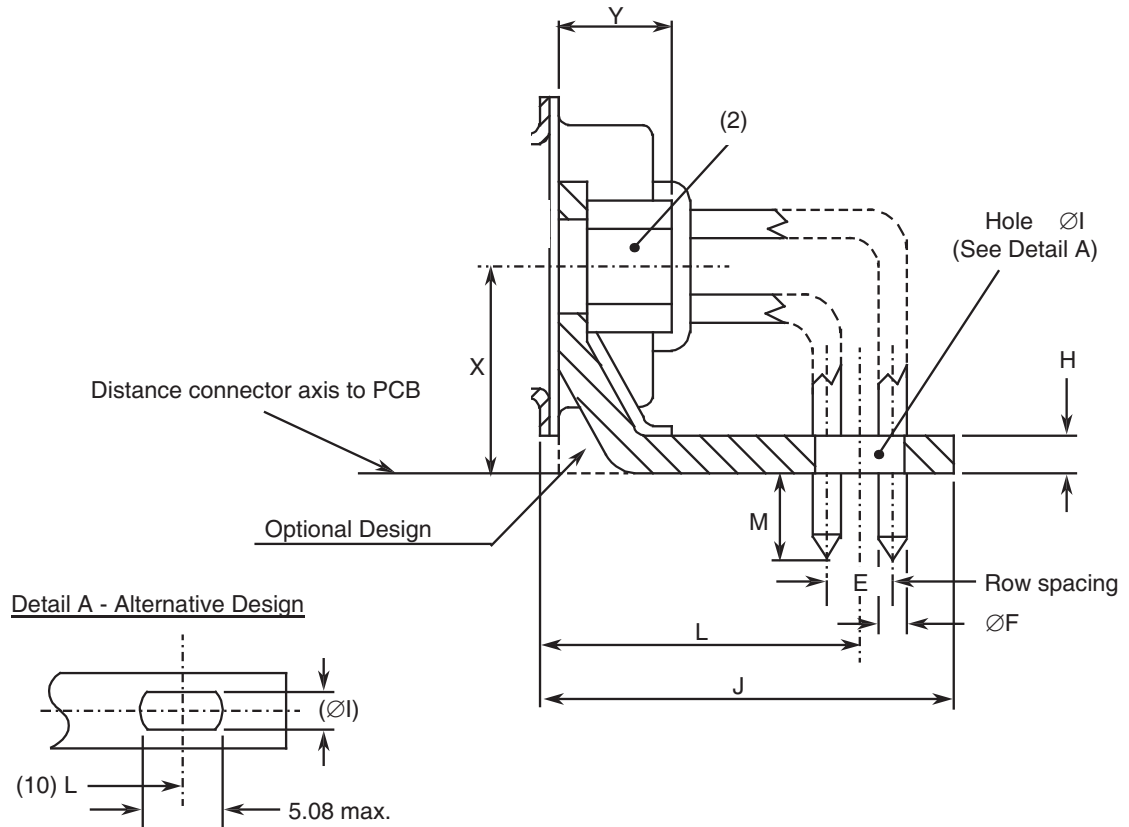 Y
(2)
Hole ∅I
(See Detail A)
X
H
Distance connector axis to PCB
M
Optional Design
E
Row spacing
∅F
Detail A - Alternative Design
L
J
(∅I)
(10) L
5.08 max.